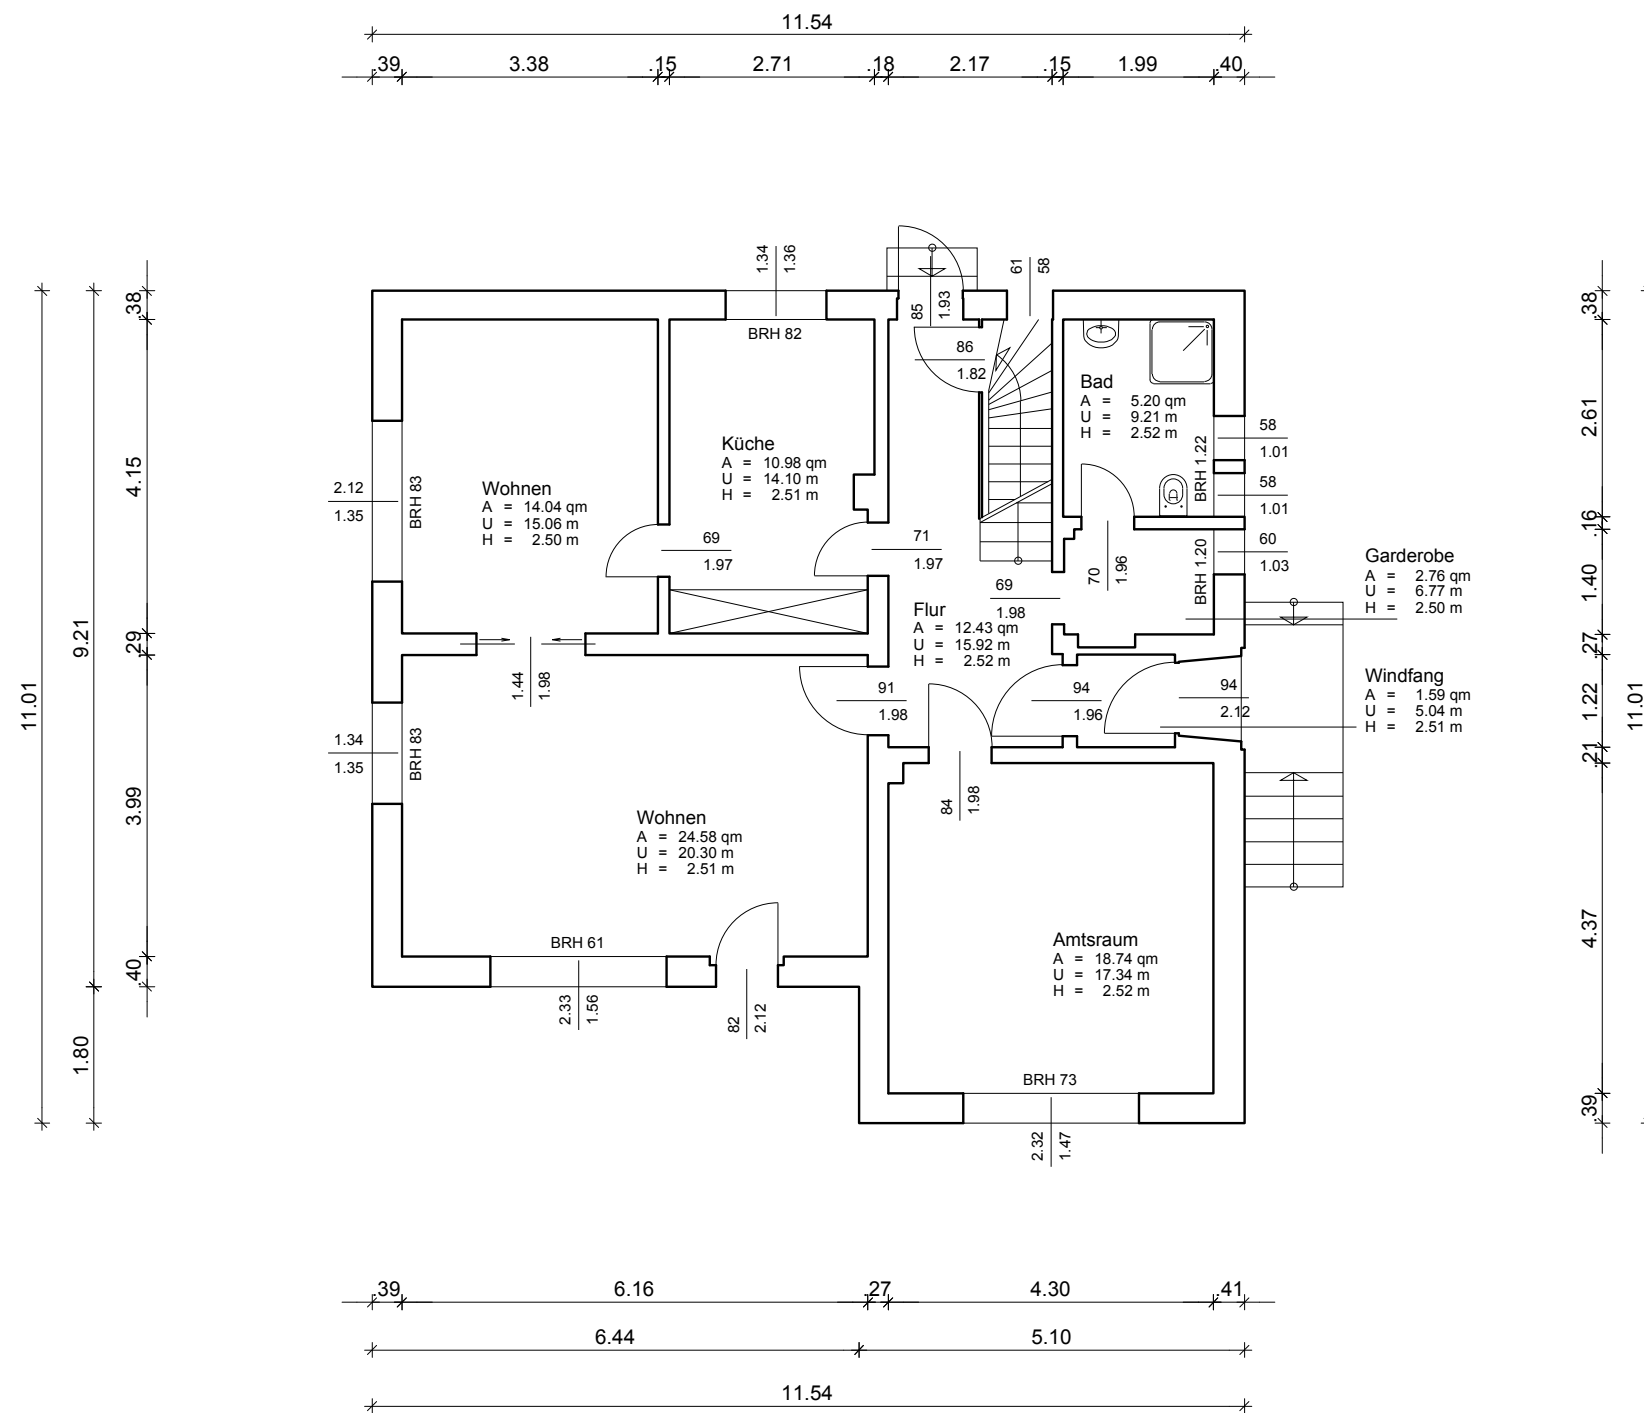 11.54
.39 3.38 .15 2.71 .18 2.17 .15 1.99 .40
1.34
1.36
BRH 82
85
1.93
61
58
86
1.82
Bad
A = 5.20 qm
U = 9.21 m
H = 2.52 m
58
1.01
BRH 1.22
58
1.01
Küche
A = 10.98 qm
U = 14.10 m
H = 2.51 m
Wohnen
A = 14.04 qm
U = 15.06 m
H = 2.50 m
2.12
1.35
BRH 83
69
1.97
71
1.97
70
1.96
BRH 1.20
60
1.03
69
1.98
Garderobe
A = 2.76 qm
U = 6.77 m
H = 2.50 m
Flur
A = 12.43 qm
U = 15.92 m
H = 2.52 m
1.44
1.98
91
1.98
94
1.96
94
2.12
Windfang
A = 1.59 qm
U = 5.04 m
H = 2.51 m
1.34
1.35
BRH 83
84
1.98
Wohnen
A = 24.58 qm
U = 20.30 m
H = 2.51 m
BRH 61
2.33
1.56
82
2.12
Amtsraum
A = 18.74 qm
U = 17.34 m
H = 2.52 m
BRH 73
2.32
1.47
11.01
9.21
1.80
.38
4.15
.29
3.99
.40
.38
2.61
.16
1.40
.27
1.22
.21
4.37
.39
11.01
.39 6.16 .27 4.30 .41
6.44 5.10
11.54